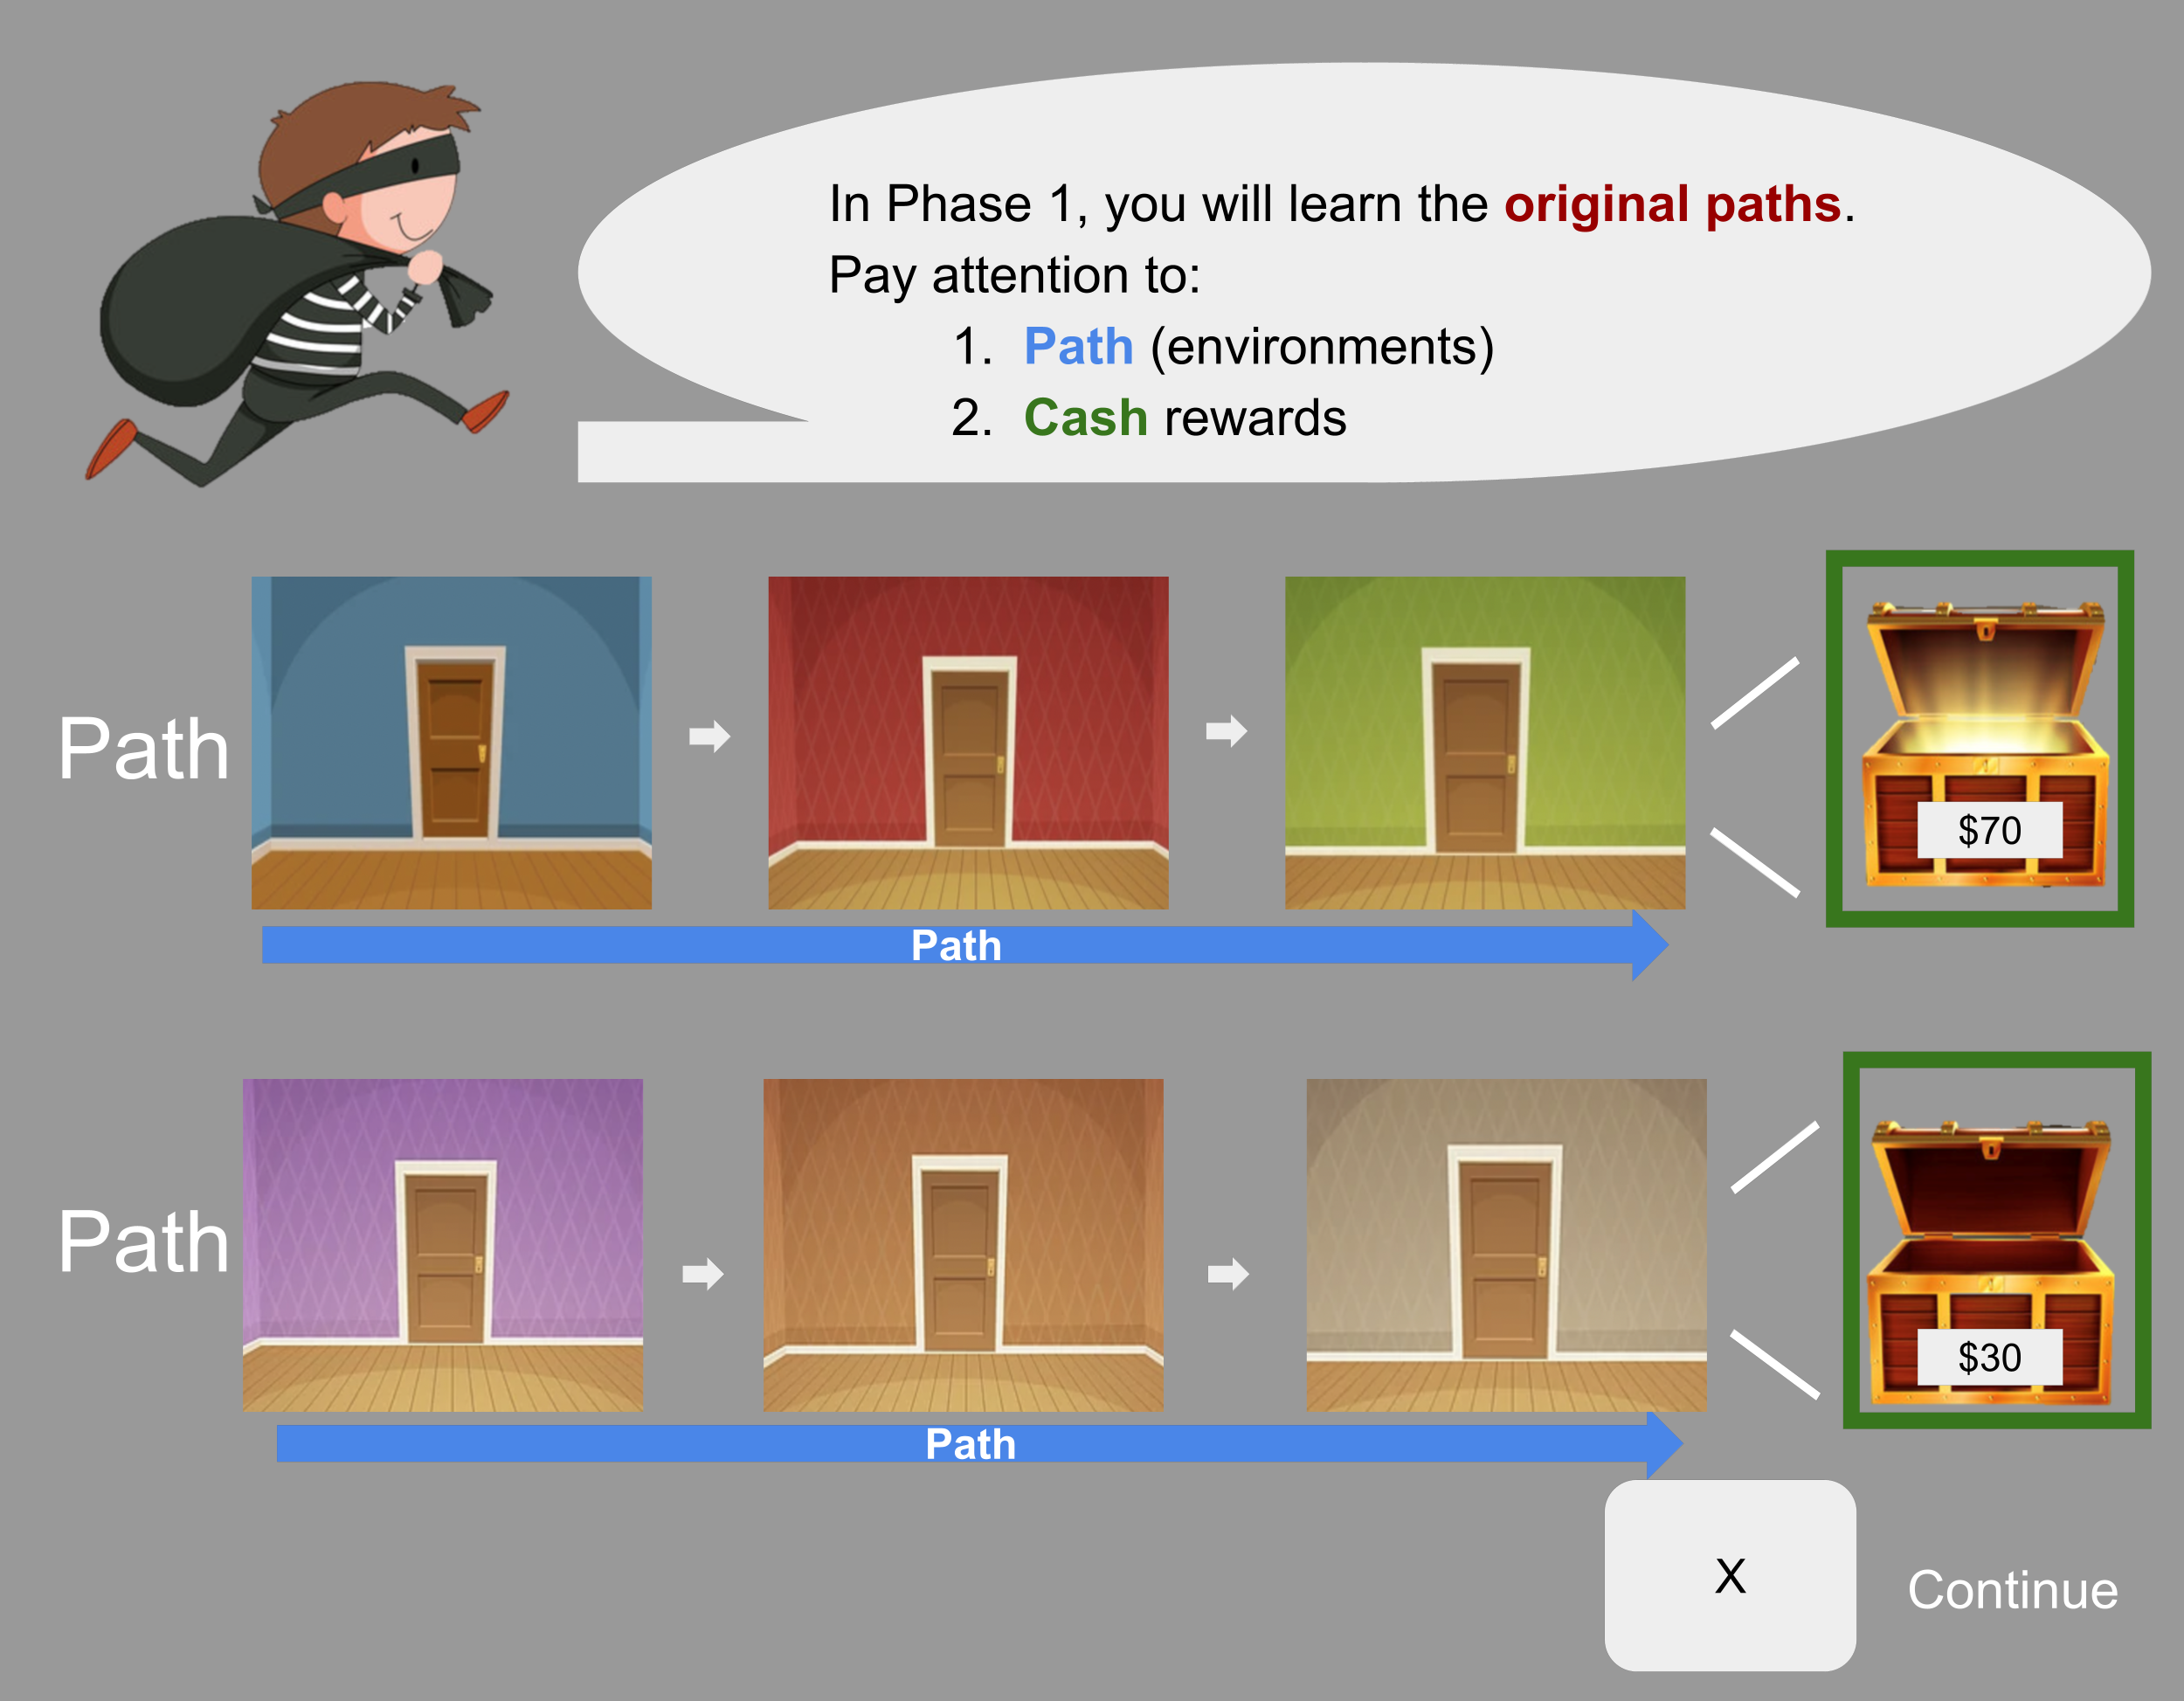 In Phase 1, you will learn the original paths.
Pay attention to:
1. Path (environments)
2. Cash rewards
Path
$70
Path
Path
$30
Path
X
Continue